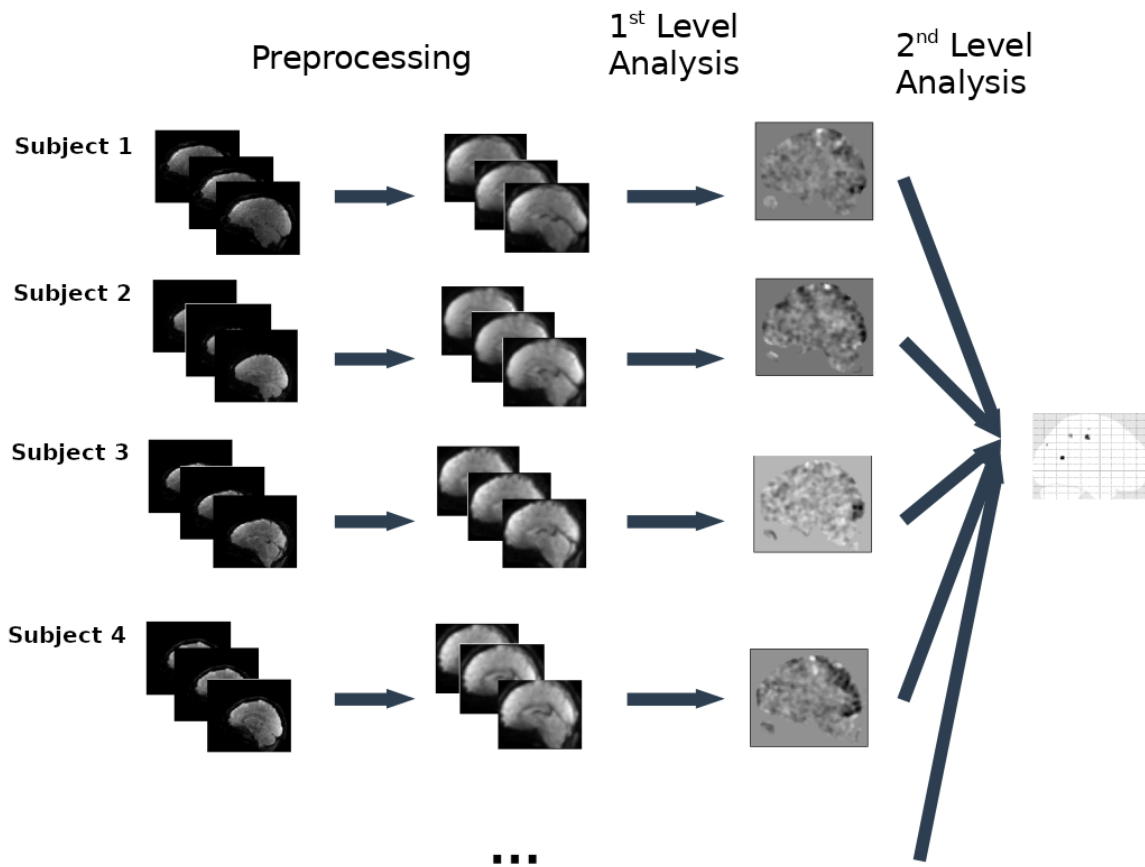 Preprocessing
1st Level
Analysis
2nd Level
Analysis
Subject 1
Subject 2
Subject 3
Subject 4
...